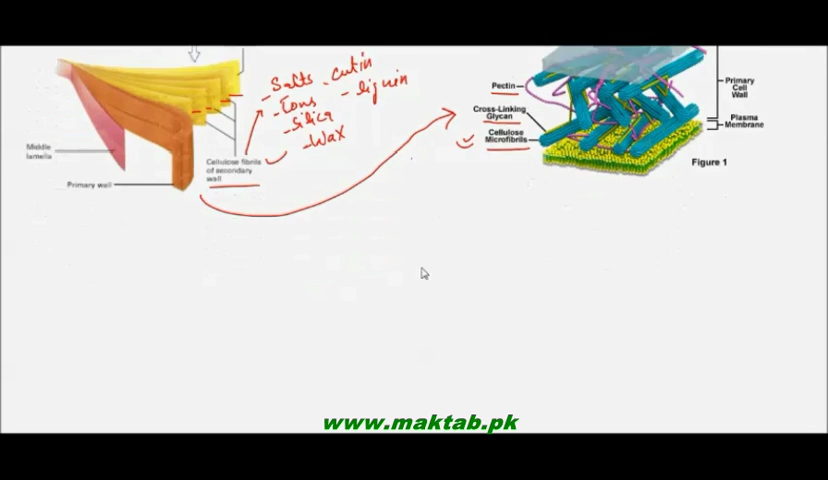 - Salts - Cutin
- Ions - lignin
- Silica
- Wax
Middle
lamella
Primary wall
Cellulose fibrils
of secondary
wall
Pectin
Cross-Linking
Glycan
Cellulose
Microfibrils
Primary
Cell
Wall
Plasma
Membrane
Figure 1
www.maktab.pk